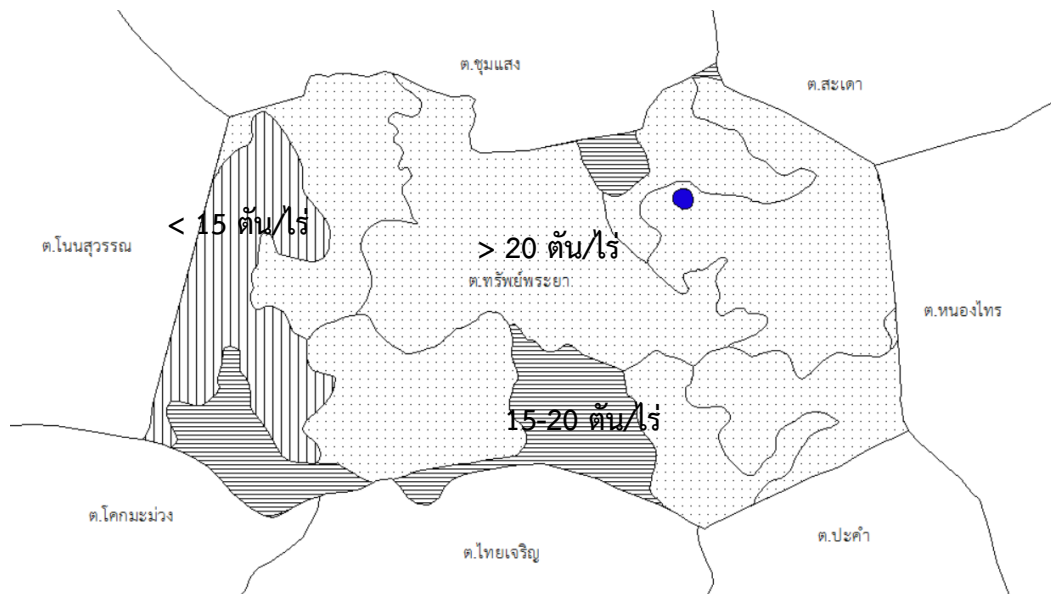 ต.ชุมแสง
ต.สะเดา
< 15 ตัน/ไร่
ต.โนนสุวรรณ
> 20 ตัน/ไร่
ต.ทรัพย์พระยา
ต.หนองไทร
15-20 ตัน/ไร่
ต.โคกมะม่วง
ต.ปะคำ
ต.ไทยเจริญ